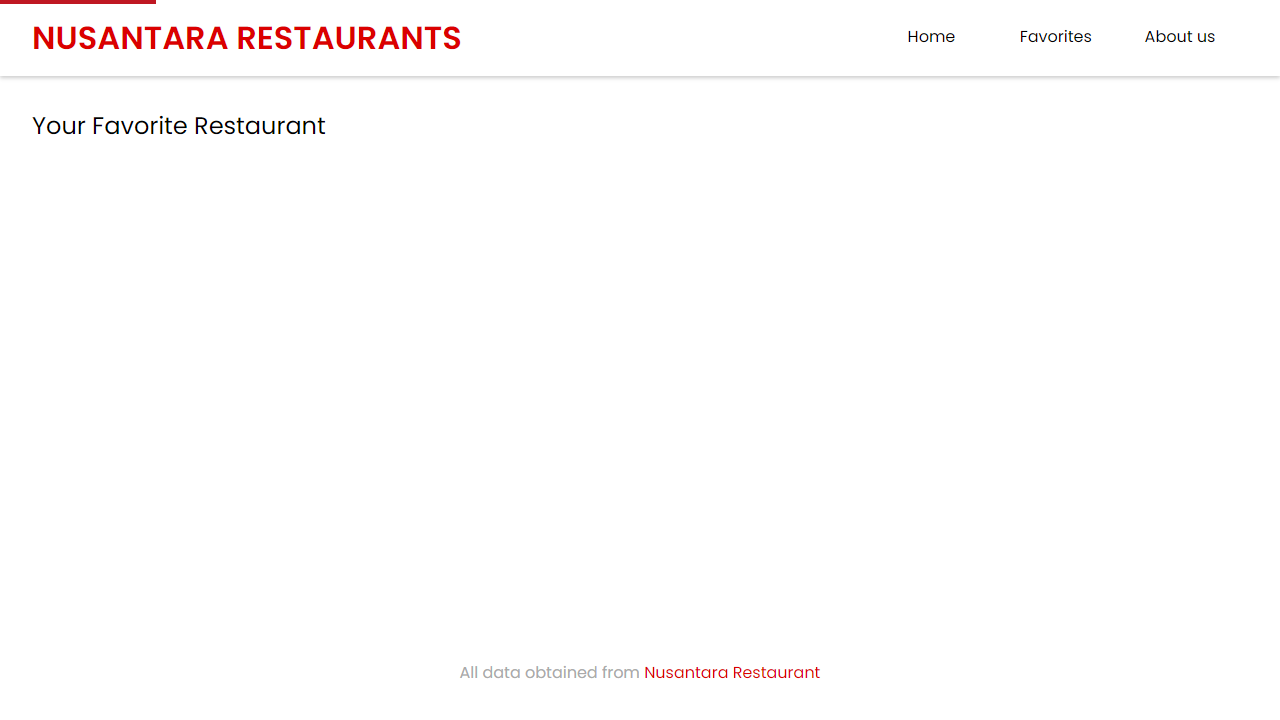 NUSANTARA RESTAURANTS
Home Favorites About us
Your Favorite Restaurant
All data obtained from Nusantara Restaurant